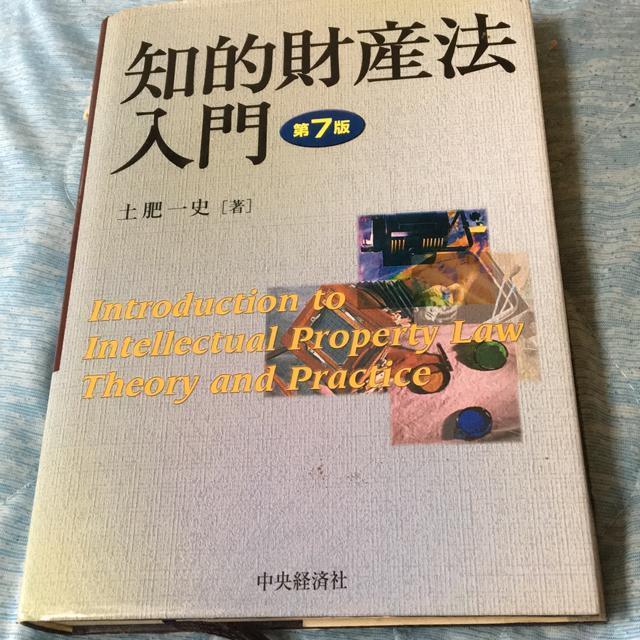 知的財産法
入門 第7版
土肥一史[著]
Introduction to
Intellectual Property Law
Theory and Practice
中央経済社